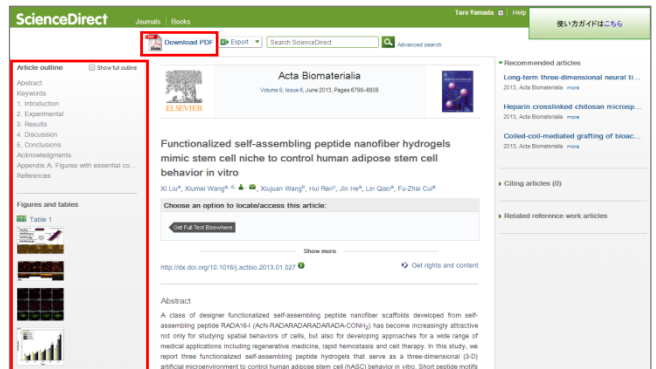 ScienceDirect
Journals | Books
Taro Yamada
Help
使い方ガイドはこちら
Download PDF
Export
Search ScienceDirect
Advanced search
Article outline
Show full outline
Abstract
Keywords
1. Introduction
2. Experimental
3. Results
4. Discussion
5. Conclusions
Acknowledgments
Appendix A. Figures with essential co...
References
Figures and tables
Table 1
ELSEVIER
Acta Biomaterialia
Volume 9, Issue 6, June 2013, Pages 6798–6805
Functionalized self-assembling peptide nanofiber hydrogels
mimic stem cell niche to control human adipose stem cell
behavior in vitro
Xi Liu^a, Xiumei Wang^a, Xiujuan Wang^b, Hui Ren^c, Jin He^a, Lin Qiao^a, Fu-Zhai Cui^a
Choose an option to locate/access this article:
Get Full Text Elsewhere
Show more
http://dx.doi.org/10.1016/j.actbio.2013.01.027
Get rights and content
Abstract
A class of designer functionalized self-assembling peptide nanofiber scaffolds developed from self-
assembling peptide RADA16-I (AcN-RADARADARADARADA-CONH₂) has become increasingly attractive
not only for studying spatial behaviors of cells, but also for developing approaches for a wide range of
medical applications including regenerative medicine, rapid hemostasis and cell therapy. In this study, we
report three functionalized self-assembling peptide hydrogels that serve as a three-dimensional (3-D)
artificial microenvironment to control human adipose stem cell (hASC) behavior in vitro. Short peptide motifs
Recommended articles
Long-term three-dimensional neural ti...
2013, Acta Biomaterialia more
Heparin crosslinked chitosan microsp...
2013, Acta Biomaterialia more
Coiled-coil-mediated grafting of bioac...
2013, Acta Biomaterialia more
Citing articles (0)
Related reference work articles